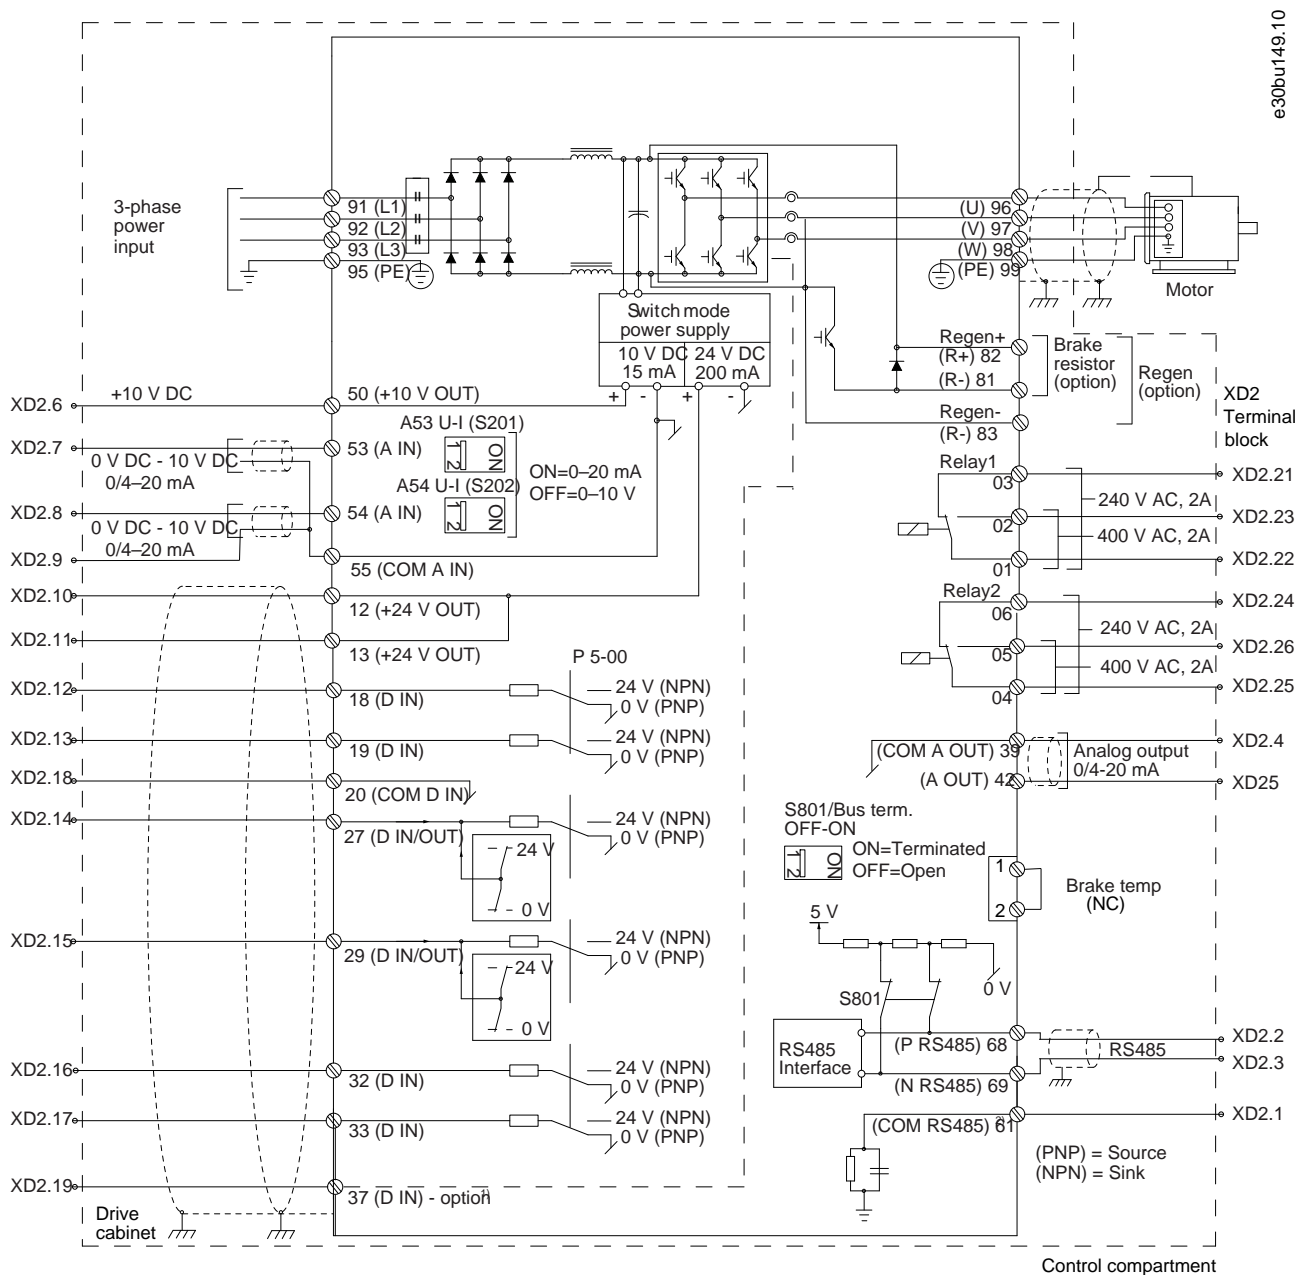 e30bu149.10
3-phase
power
input
91 (L1)
92 (L2)
93 (L3)
95 (PE)
(U) 96
(V) 97
(W) 98
(PE) 99
Motor
Switch mode
power supply
10 V DC
15 mA
24 V DC
200 mA
+ - + -
Regen+
(R+) 82
(R-) 81
Regen-
(R-) 83
Brake
resistor
(option)
Regen
(option)
XD2
Terminal
block
XD2.6
+10 V DC
50 (+10 V OUT)
A53 U-I (S201)
1 2
ON
XD2.7
0 V DC - 10 V DC
0/4–20 mA
53 (A IN)
ON=0–20 mA
OFF=0–10 V
A54 U-I (S202)
1 2
ON
XD2.8
0 V DC - 10 V DC
0/4–20 mA
54 (A IN)
XD2.9
55 (COM A IN)
XD2.10
12 (+24 V OUT)
XD2.11
13 (+24 V OUT)
P 5-00
XD2.12
18 (D IN)
24 V (NPN)
0 V (PNP)
XD2.13
19 (D IN)
24 V (NPN)
0 V (PNP)
XD2.18
20 (COM D IN)
XD2.14
27 (D IN/OUT)
24 V (NPN)
0 V (PNP)
24 V
0 V
XD2.15
29 (D IN/OUT)
24 V (NPN)
0 V (PNP)
24 V
0 V
XD2.16
32 (D IN)
24 V (NPN)
0 V (PNP)
XD2.17
33 (D IN)
24 V (NPN)
0 V (PNP)
XD2.19
37 (D IN) - option 1)
Drive
cabinet
Relay1
03
02
01
240 V AC, 2A
400 V AC, 2A
XD2.21
XD2.23
XD2.22
Relay2
06
05
04
240 V AC, 2A
400 V AC, 2A
XD2.24
XD2.26
XD2.25
(COM A OUT) 39
(A OUT) 42
Analog output
0/4-20 mA
XD2.4
XD25
S801/Bus term.
OFF-ON
1 2
ON
ON=Terminated
OFF=Open
1
2
Brake temp
(NC)
5 V
0 V
S801
RS485
Interface
(P RS485) 68
(N RS485) 69
RS485
XD2.2
XD2.3
(COM RS485) 61
XD2.1
(PNP) = Source
(NPN) = Sink
Control compartment